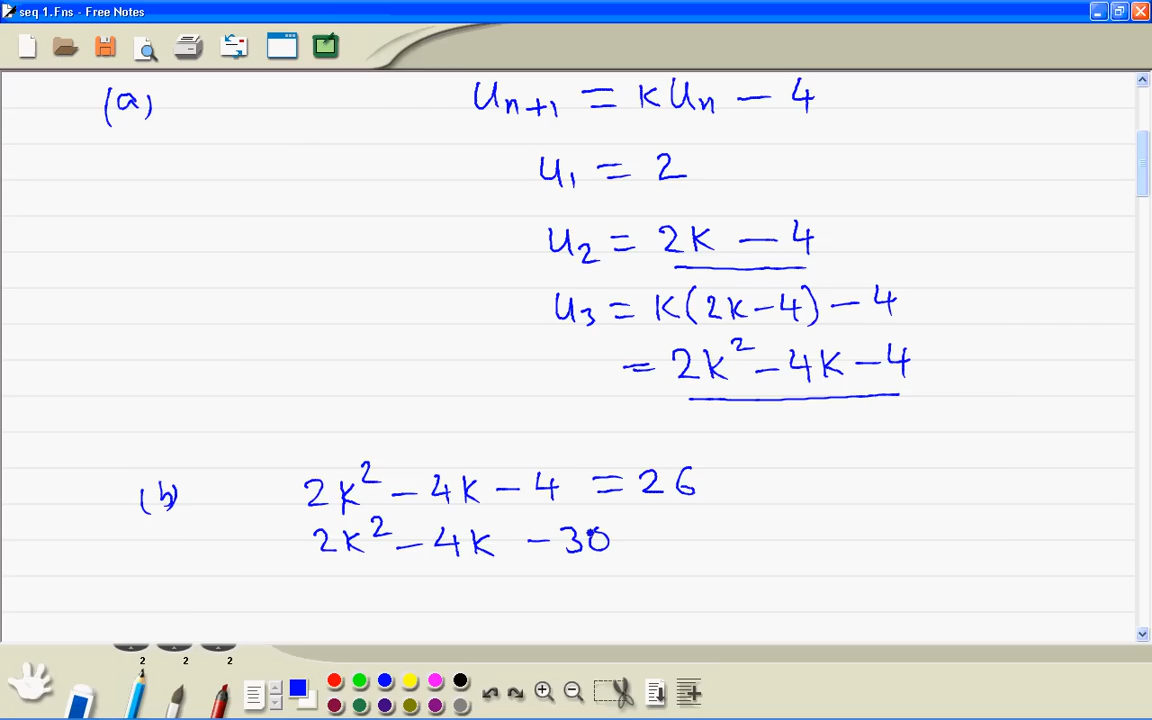 seq 1.Fns - Free Notes
(a) Uₙ₊₁ = kUₙ - 4
U₁ = 2
U₂ = 2k - 4
U₃ = k(2k-4) - 4
= 2k² - 4k - 4
(b) 2k² - 4k - 4 = 26
2k² - 4k - 30
2 2 2